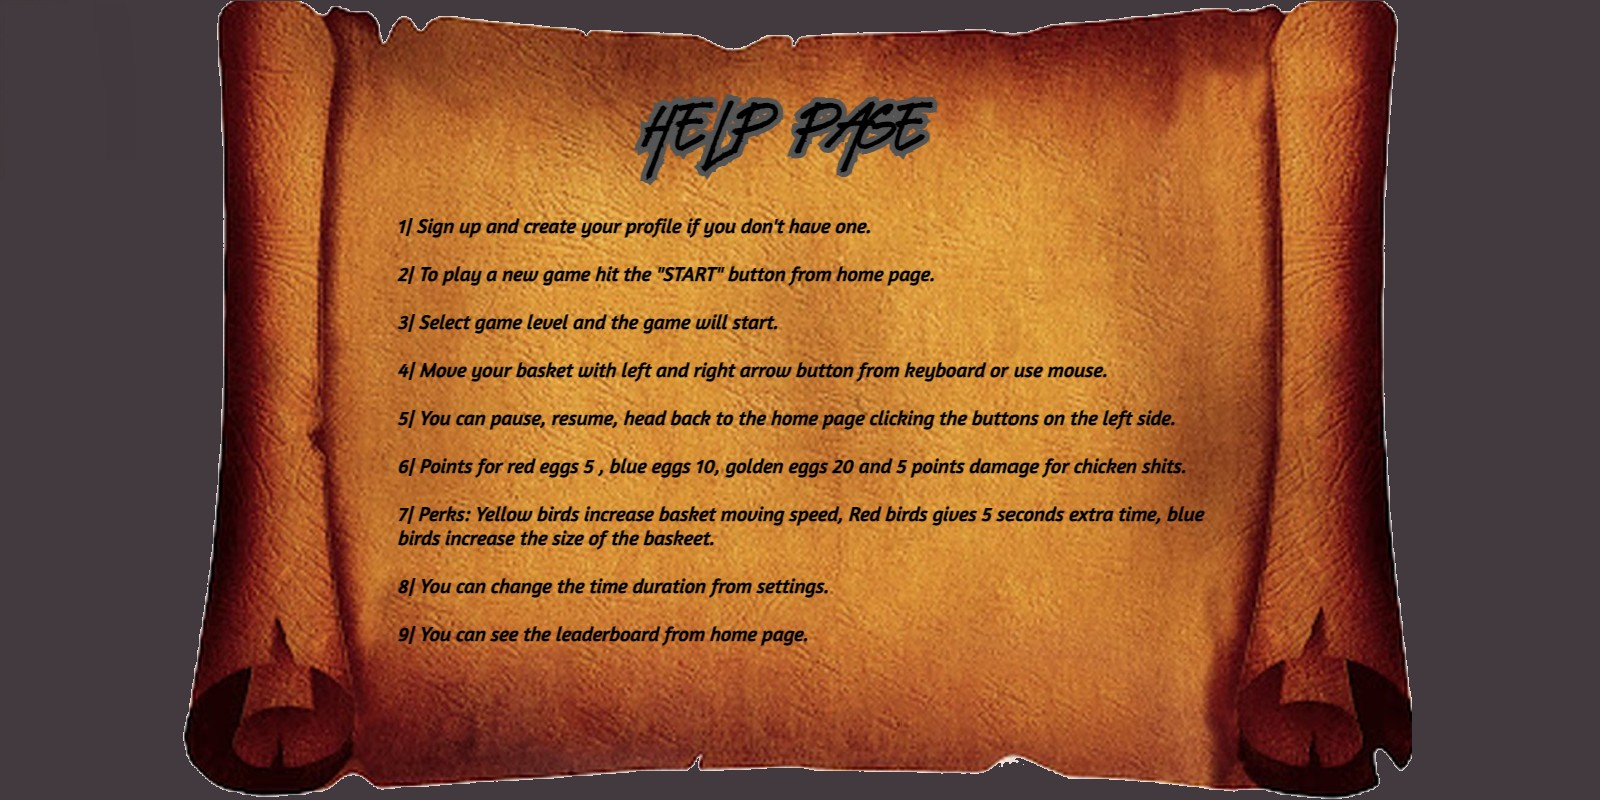 HELP PAGE
1| Sign up and create your profile if you don't have one.
2| To play a new game hit the "START" button from home page.
3| Select game level and the game will start.
4| Move your basket with left and right arrow button from keyboard or use mouse.
5| You can pause, resume, head back to the home page clicking the buttons on the left side.
6| Points for red eggs 5 , blue eggs 10, golden eggs 20 and 5 points damage for chicken shits.
7| Perks: Yellow birds increase basket moving speed, Red birds gives 5 seconds extra time, blue
birds increase the size of the baskeet.
8| You can change the time duration from settings.
9| You can see the leaderboard from home page.